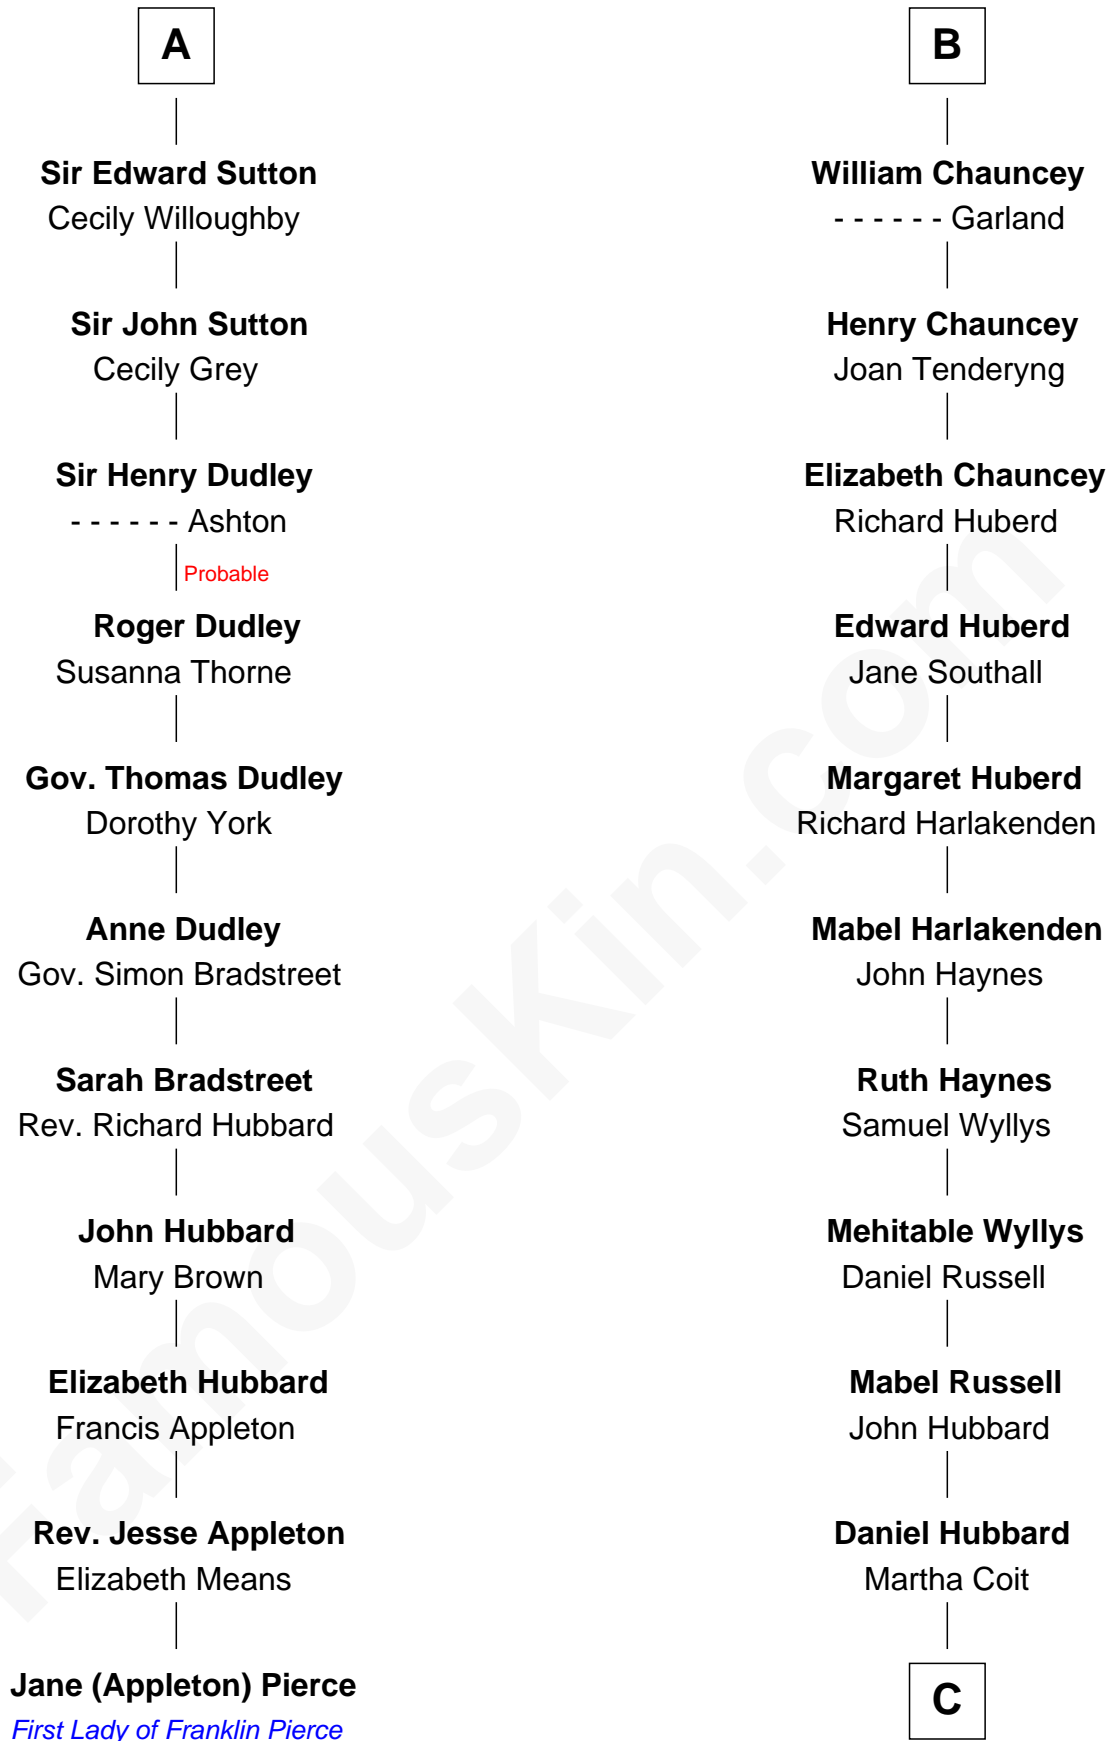 A
Sir Edward Sutton
Cecily Willoughby
Sir John Sutton
Cecily Grey
Sir Henry Dudley
- - - - - - Ashton
Probable
Roger Dudley
Susanna Thorne
Gov. Thomas Dudley
Dorothy York
Anne Dudley
Gov. Simon Bradstreet
Sarah Bradstreet
Rev. Richard Hubbard
John Hubbard
Mary Brown
Elizabeth Hubbard
Francis Appleton
Rev. Jesse Appleton
Elizabeth Means
Jane (Appleton) Pierce
First Lady of Franklin Pierce
B
William Chauncey
- - - - - - Garland
Henry Chauncey
Joan Tenderyng
Elizabeth Chauncey
Richard Huberd
Edward Huberd
Jane Southall
Margaret Huberd
Richard Harlakenden
Mabel Harlakenden
John Haynes
Ruth Haynes
Samuel Wyllys
Mehitable Wyllys
Daniel Russell
Mabel Russell
John Hubbard
Daniel Hubbard
Martha Coit
C
FamousKin.com